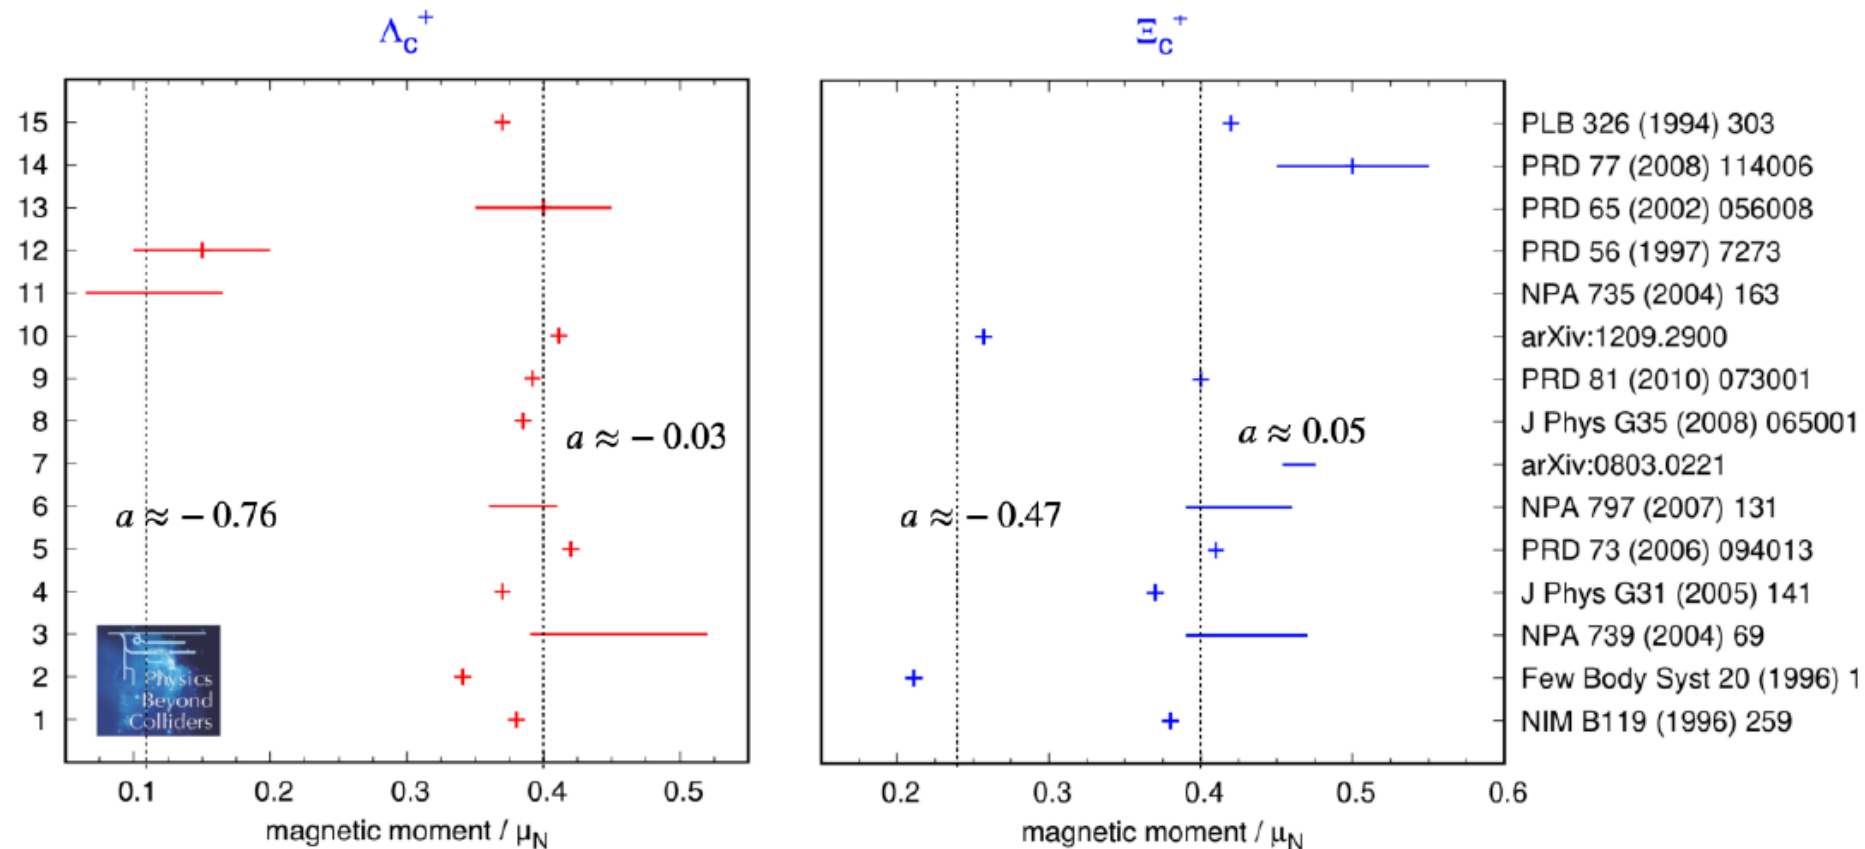 Λc+
Ξc+
15
14
13
12
11
10
9
8
7
6
5
4
3
2
1
a ≈ − 0.03
a ≈ − 0.76
Physics
Beyond
Colliders
0.1 0.2 0.3 0.4 0.5
magnetic moment / μN
a ≈ 0.05
a ≈ − 0.47
0.2 0.3 0.4 0.5 0.6
magnetic moment / μN
PLB 326 (1994) 303
PRD 77 (2008) 114006
PRD 65 (2002) 056008
PRD 56 (1997) 7273
NPA 735 (2004) 163
arXiv:1209.2900
PRD 81 (2010) 073001
J Phys G35 (2008) 065001
arXiv:0803.0221
NPA 797 (2007) 131
PRD 73 (2006) 094013
J Phys G31 (2005) 141
NPA 739 (2004) 69
Few Body Syst 20 (1996) 1
NIM B119 (1996) 259